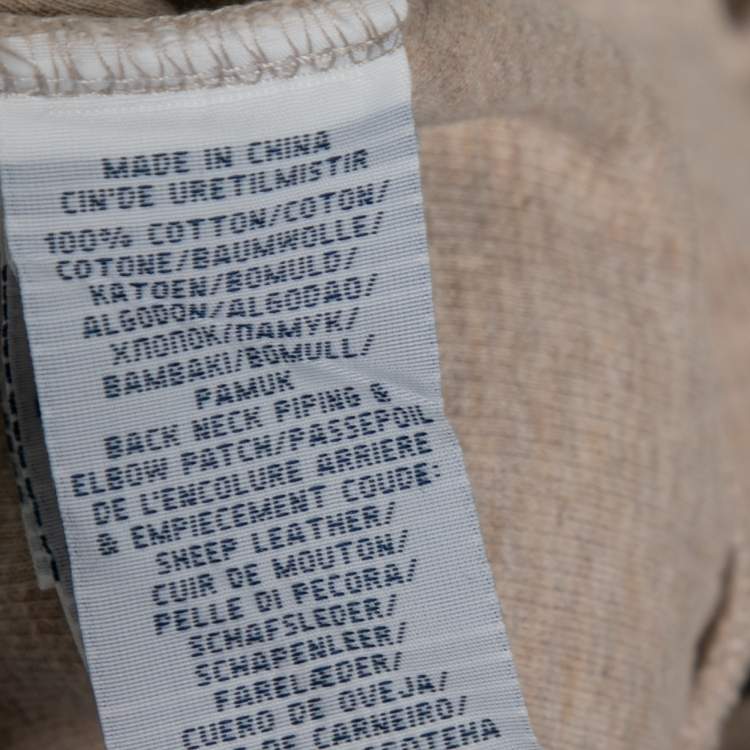 MADE IN CHINA
CIN'DE URETILMISTIR
100% COTTON/COTON/
COTONE/BAUMWOLLE/
KATOEN/BOMULD/
ALGODON/ALGODAO/
ХЛОПОК/ПАМУК/
BAMBAKI/BOMULL/
PAMUK
BACK NECK PIPING &
ELBOW PATCH/PASSEPOIL
DE L'ENCOLURE ARRIERE
& EMPIECEMENT COUDE:
SHEEP LEATHER/
CUIR DE MOUTON/
PELLE DI PECORA/
SCHAFSLEDER/
SCHAPENLEER/
FARELÆDER/
CUERO DE OVEJA/
DE CARNEIRO/